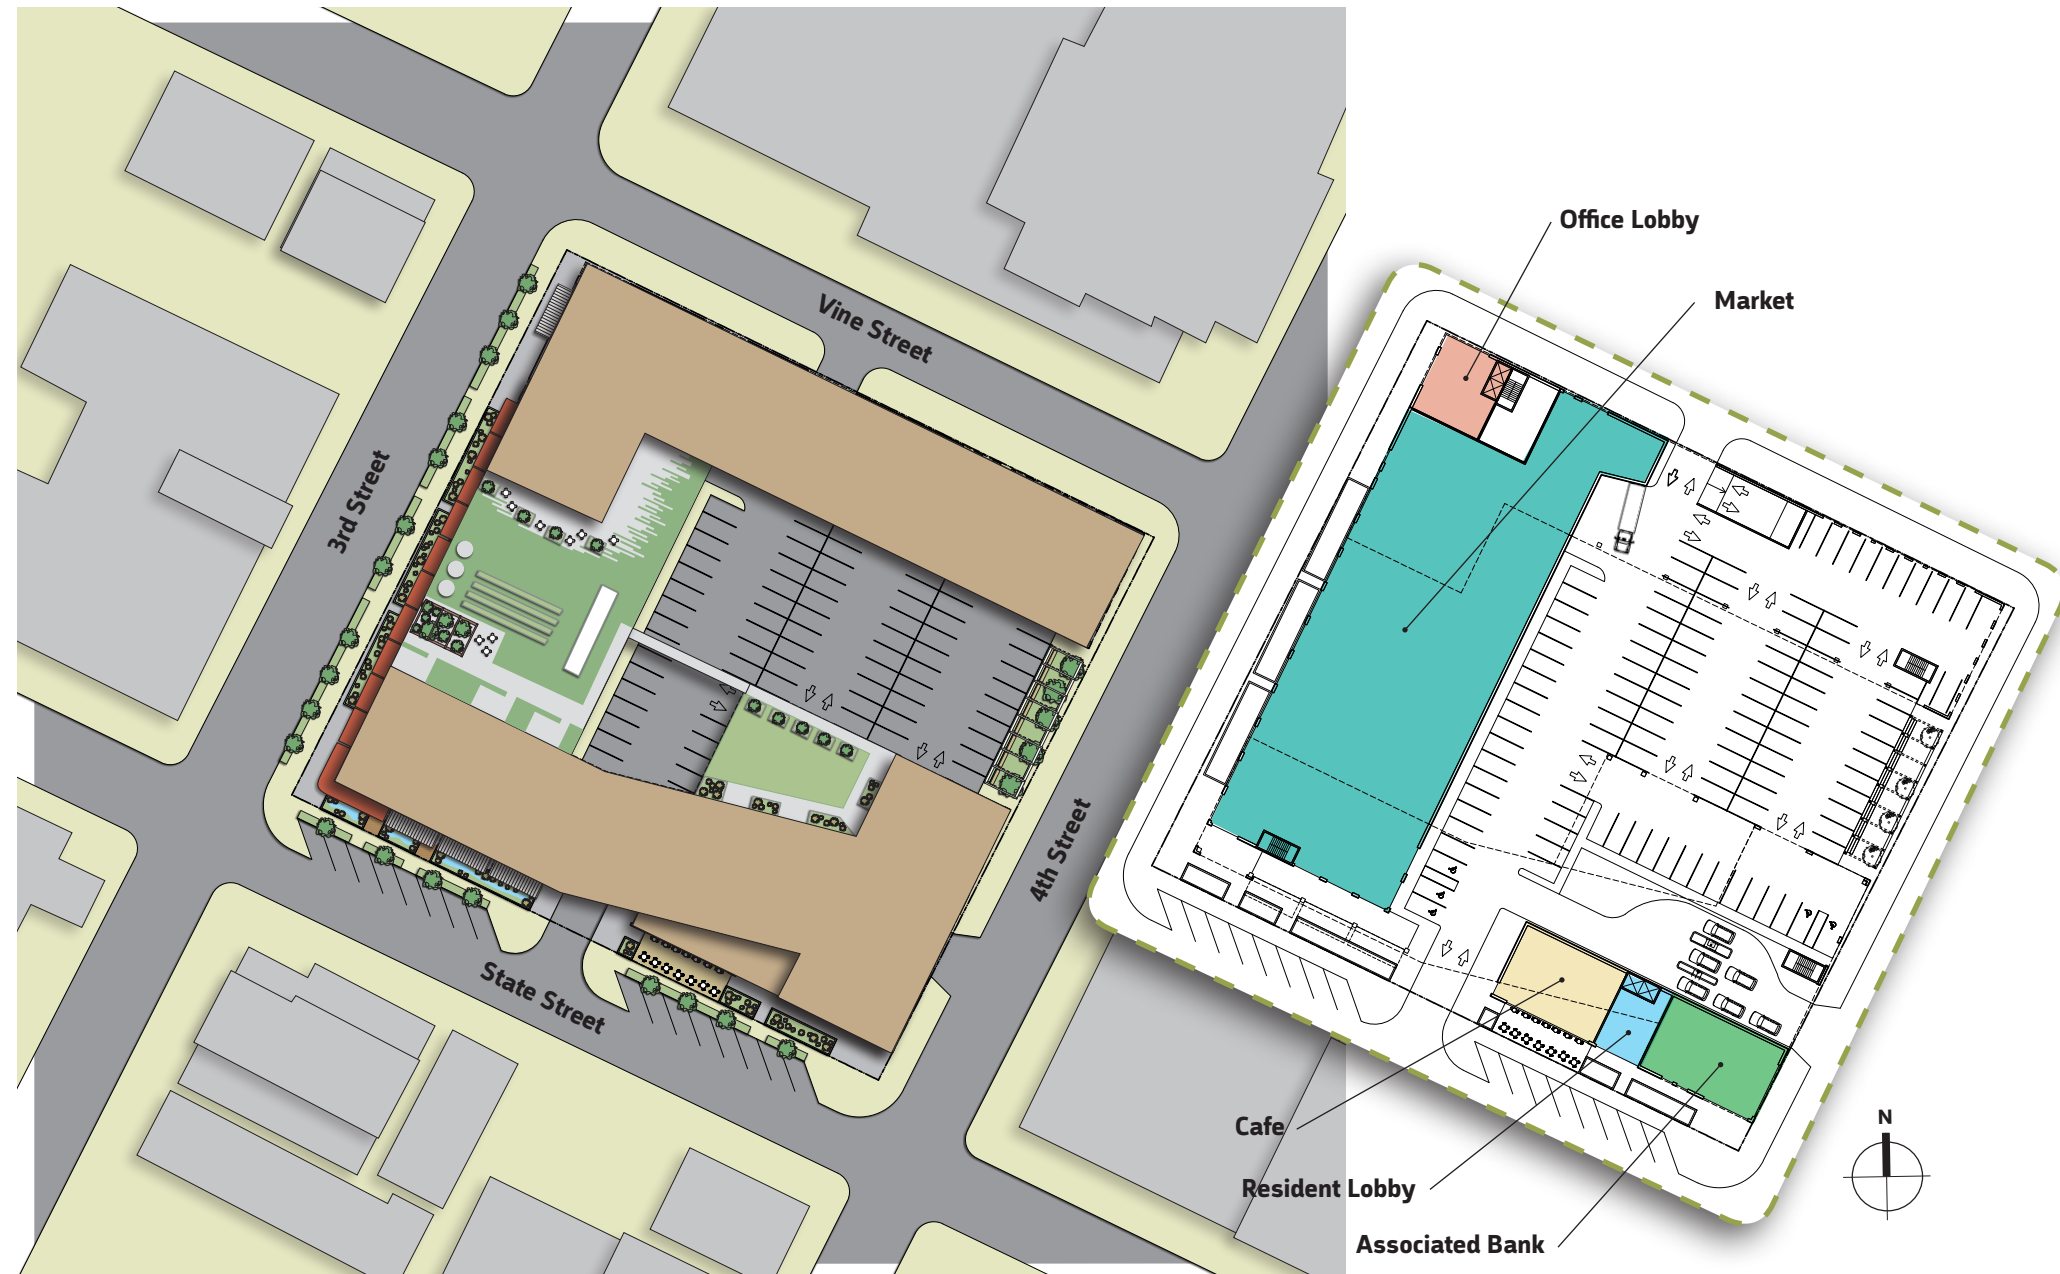 Office Lobby
Market
Vine Street
3rd Street
4th Street
State Street
Cafe
Resident Lobby
Associated Bank
N